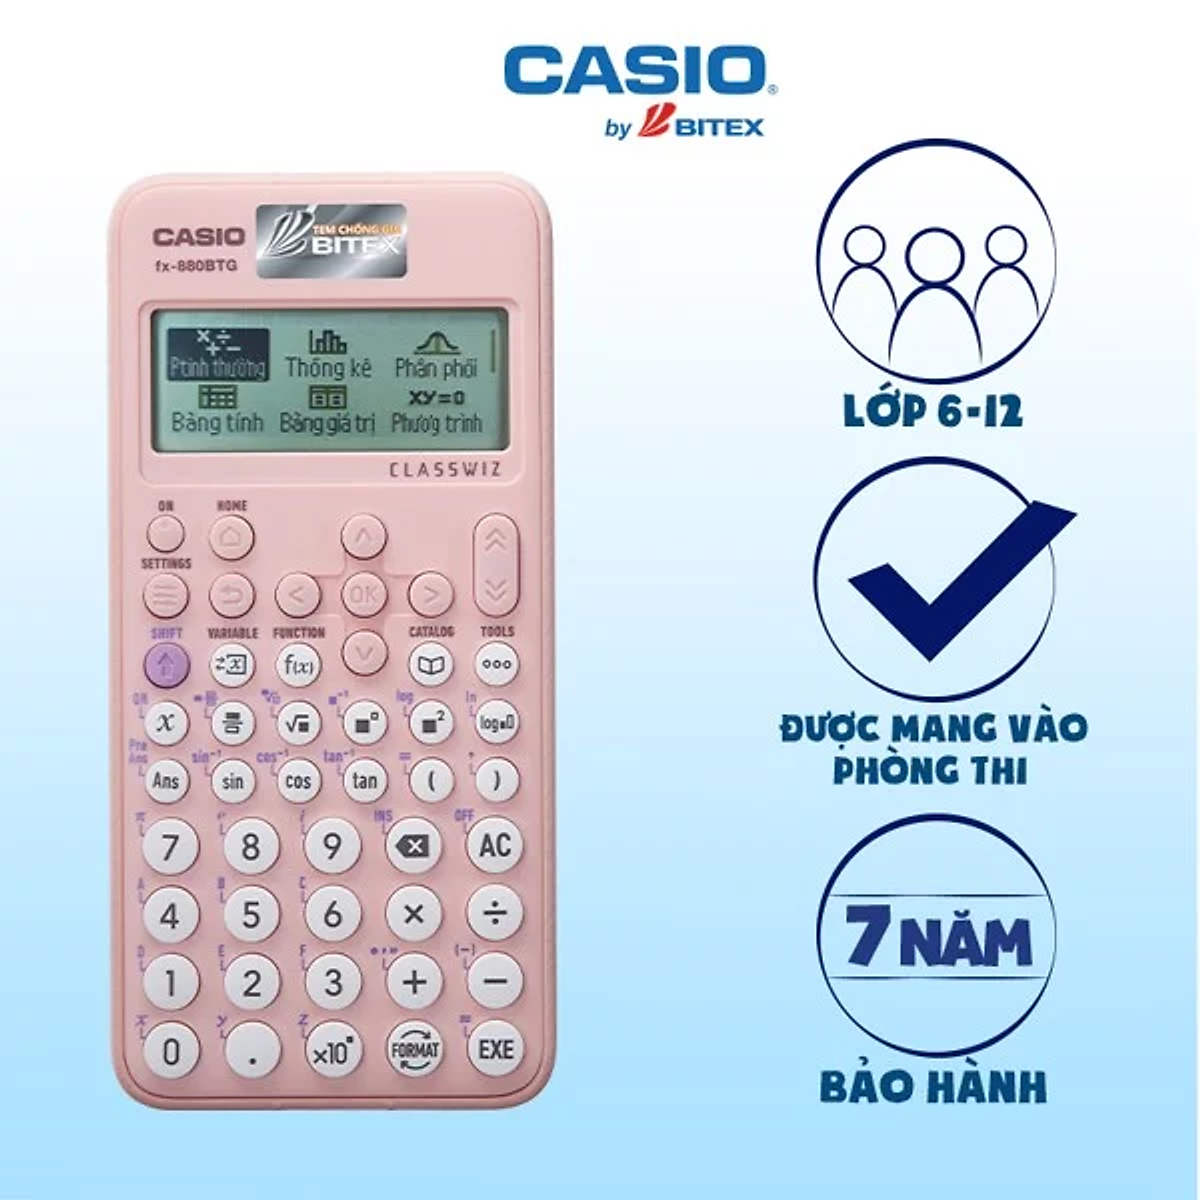 CASIO
by BITEX
CASIO
fx-880BTG
TEM CHỐNG GIẢ
BITEX
Ptính thường Thống kê Phân phối
XY=0
Bảng tính Bảng giá trị Phương trình
CLASSWIZ
ON HOME
SETTINGS
OK
SHIFT VARIABLE FUNCTION CATALOG TOOLS
x f(x)
log ln
x log
sin⁻¹ cos⁻¹ tan⁻¹
Ans sin cos tan ( )
π INS OFF
7 8 9 AC
A B C
4 5 6 × ÷
D E F (−)
1 2 3 + −
x y z ≈
0 . ×10 FORMAT EXE
LỚP 6-12
ĐƯỢC MANG VÀO
PHÒNG THI
7 NĂM
BẢO HÀNH